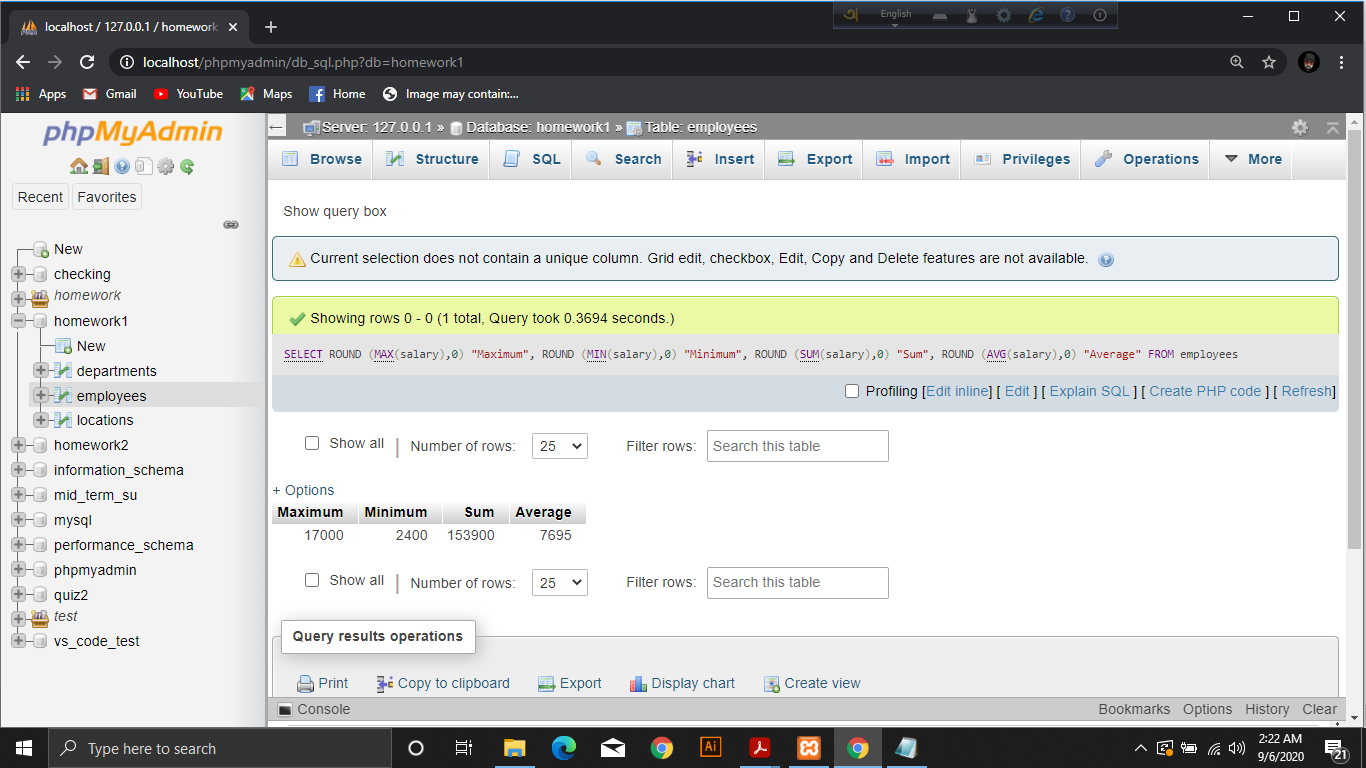 localhost / 127.0.0.1 / homework
English
localhost/phpmyadmin/db_sql.php?db=homework1
Apps Gmail YouTube Maps Home Image may contain:...
phpMyAdmin
Recent Favorites
New
checking
homework
homework1
New
departments
employees
locations
homework2
information_schema
mid_term_su
mysql
performance_schema
phpmyadmin
quiz2
test
vs_code_test
Server: 127.0.0.1 » Database: homework1 » Table: employees
Browse Structure SQL Search Insert Export Import Privileges Operations More
Show query box
Current selection does not contain a unique column. Grid edit, checkbox, Edit, Copy and Delete features are not available.
Showing rows 0 - 0 (1 total, Query took 0.3694 seconds.)
SELECT ROUND (MAX(salary),0) "Maximum", ROUND (MIN(salary),0) "Minimum", ROUND (SUM(salary),0) "Sum", ROUND (AVG(salary),0) "Average" FROM employees
Profiling [Edit inline] [ Edit ] [ Explain SQL ] [ Create PHP code ] [ Refresh]
Show all | Number of rows: 25 Filter rows: Search this table
+ Options
Maximum Minimum Sum Average
17000 2400 153900 7695
Show all | Number of rows: 25 Filter rows: Search this table
Query results operations
Print Copy to clipboard Export Display chart Create view
Console Bookmarks Options History Clear
Type here to search
Ai
2:22 AM
9/6/2020
21